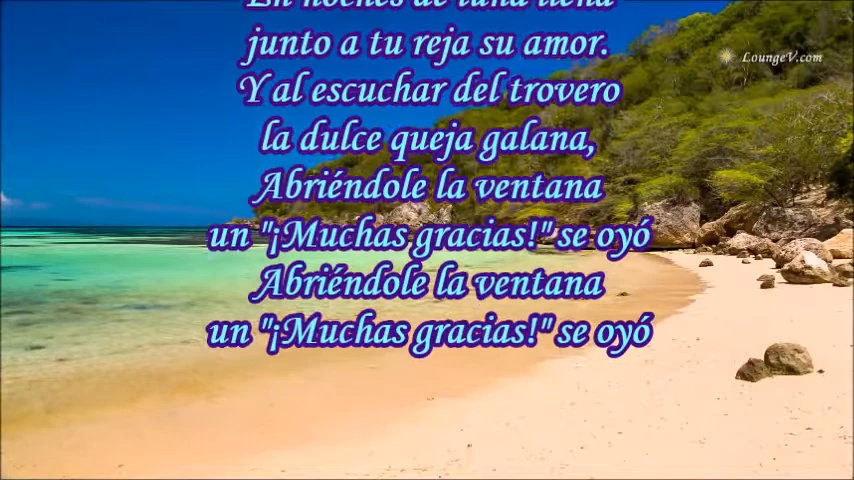 En noches de luna llena
junto a tu reja su amor.
LoungeV.com
Y al escuchar del trovero
la dulce queja galana,
Abriéndole la ventana
un "¡Muchas gracias!" se oyó
Abriéndole la ventana
un "¡Muchas gracias!" se oyó